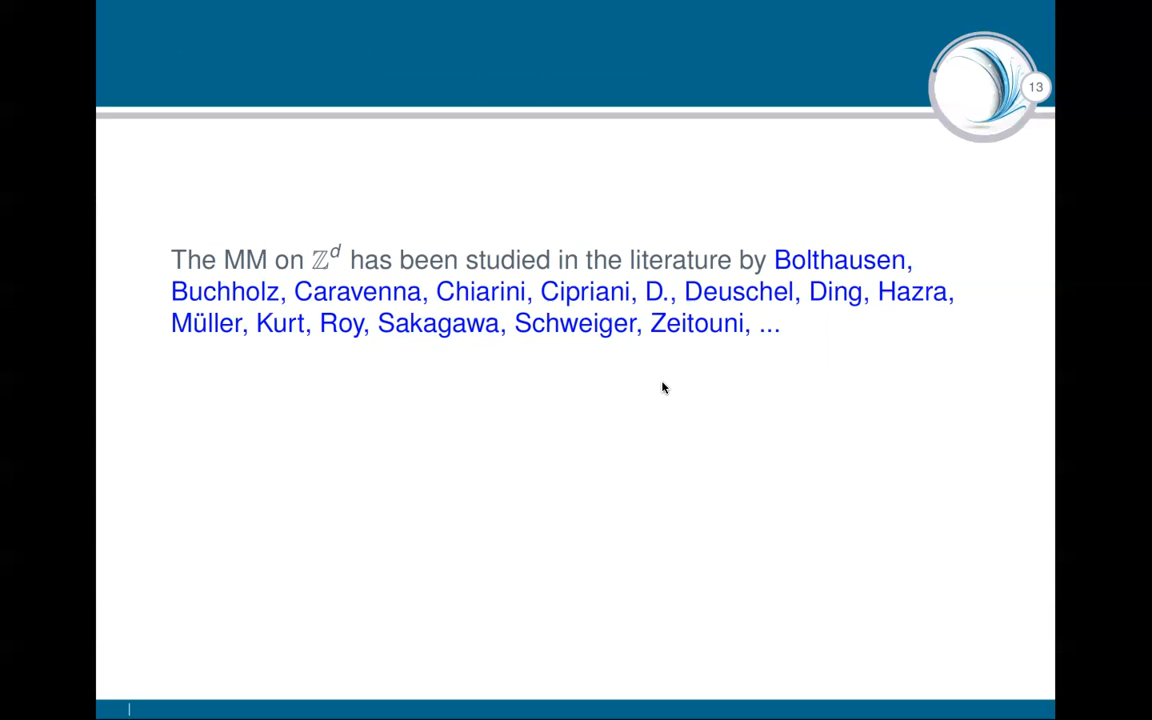 13
The MM on ℤᵈ has been studied in the literature by Bolthausen,
Buchholz, Caravenna, Chiarini, Cipriani, D., Deuschel, Ding, Hazra,
Müller, Kurt, Roy, Sakagawa, Schweiger, Zeitouni, ...